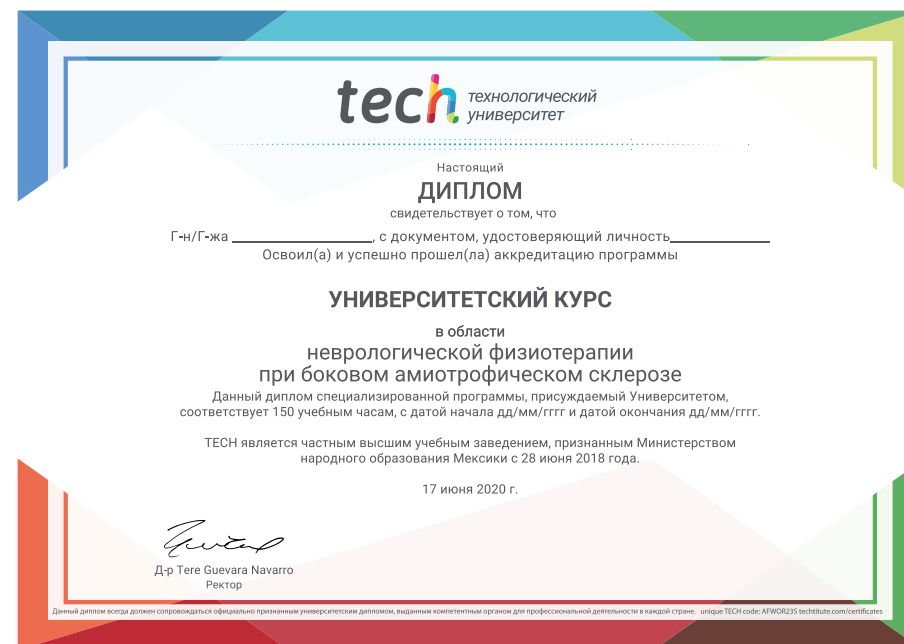 tech технологический
университет
Настоящий
ДИПЛОМ
свидетельствует о том, что
Г-н/Г-жа ____________________, с документом, удостоверяющий личность______________
Освоил(а) и успешно прошел(ла) аккредитацию программы
УНИВЕРСИТЕТСКИЙ КУРС
в области
неврологической физиотерапии
при боковом амиотрофическом склерозе
Данный диплом специализированной программы, присуждаемый Университетом,
соответствует 150 учебным часам, с датой начала дд/мм/гггг и датой окончания дд/мм/гггг.
TECH является частным высшим учебным заведением, признанным Министерством
народного образования Мексики с 28 июня 2018 года.
17 июня 2020 г.
Д-р Tere Guevara Navarro
Ректор
Данный диплом всегда должен сопровождаться официально признанным университетским дипломом, выданным компетентным органом для профессиональной деятельности в каждой стране. unique TECH code: AFWOR23S techtitute.com/certificates